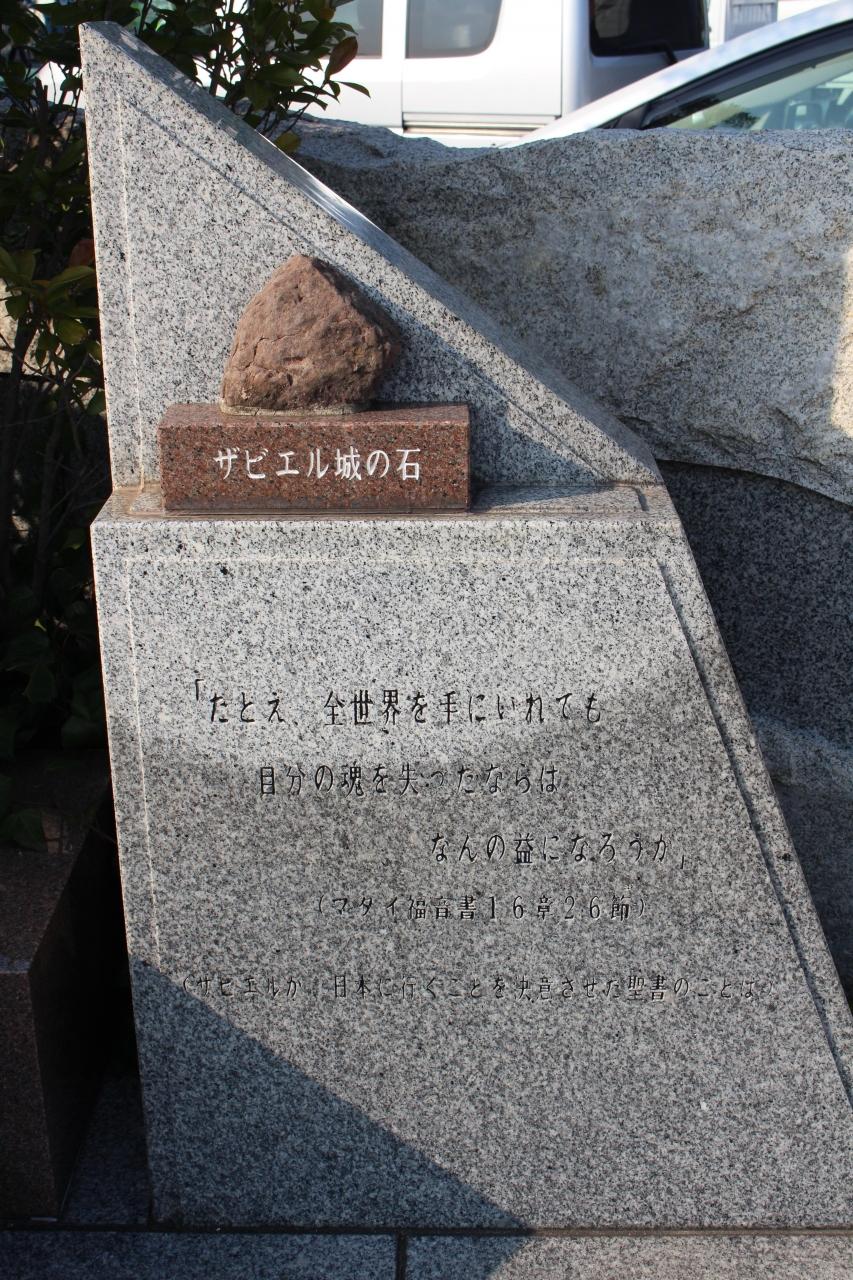 ザビエル城の石
「たとえ、全世界を手にいれても
自分の魂を失ったならば
なんの益になろうか」
(マタイ福音書16章26節)
(ザビエルが、日本に行くことを決意させた聖書のことば)